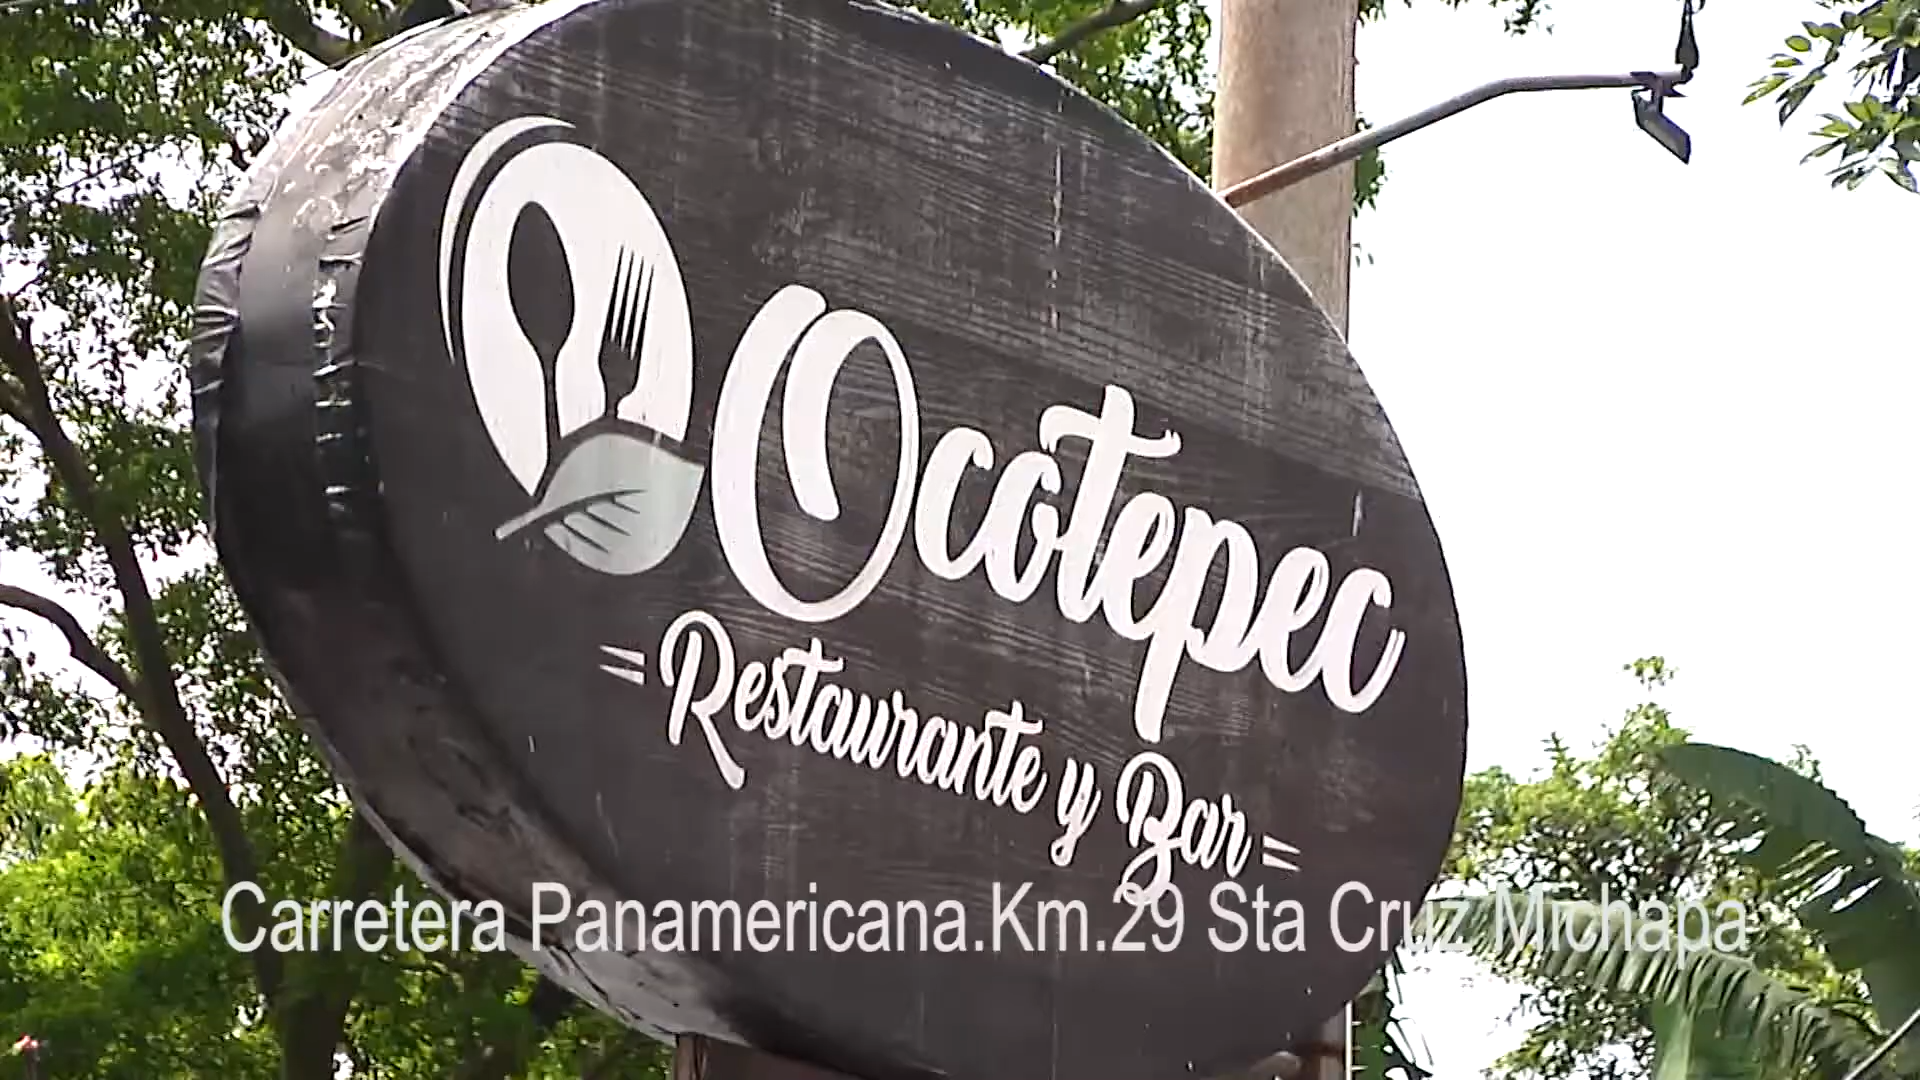 Ocotepec
= Restaurante y Bar =
Carretera Panamericana.Km.29 Sta Cruz Michapa